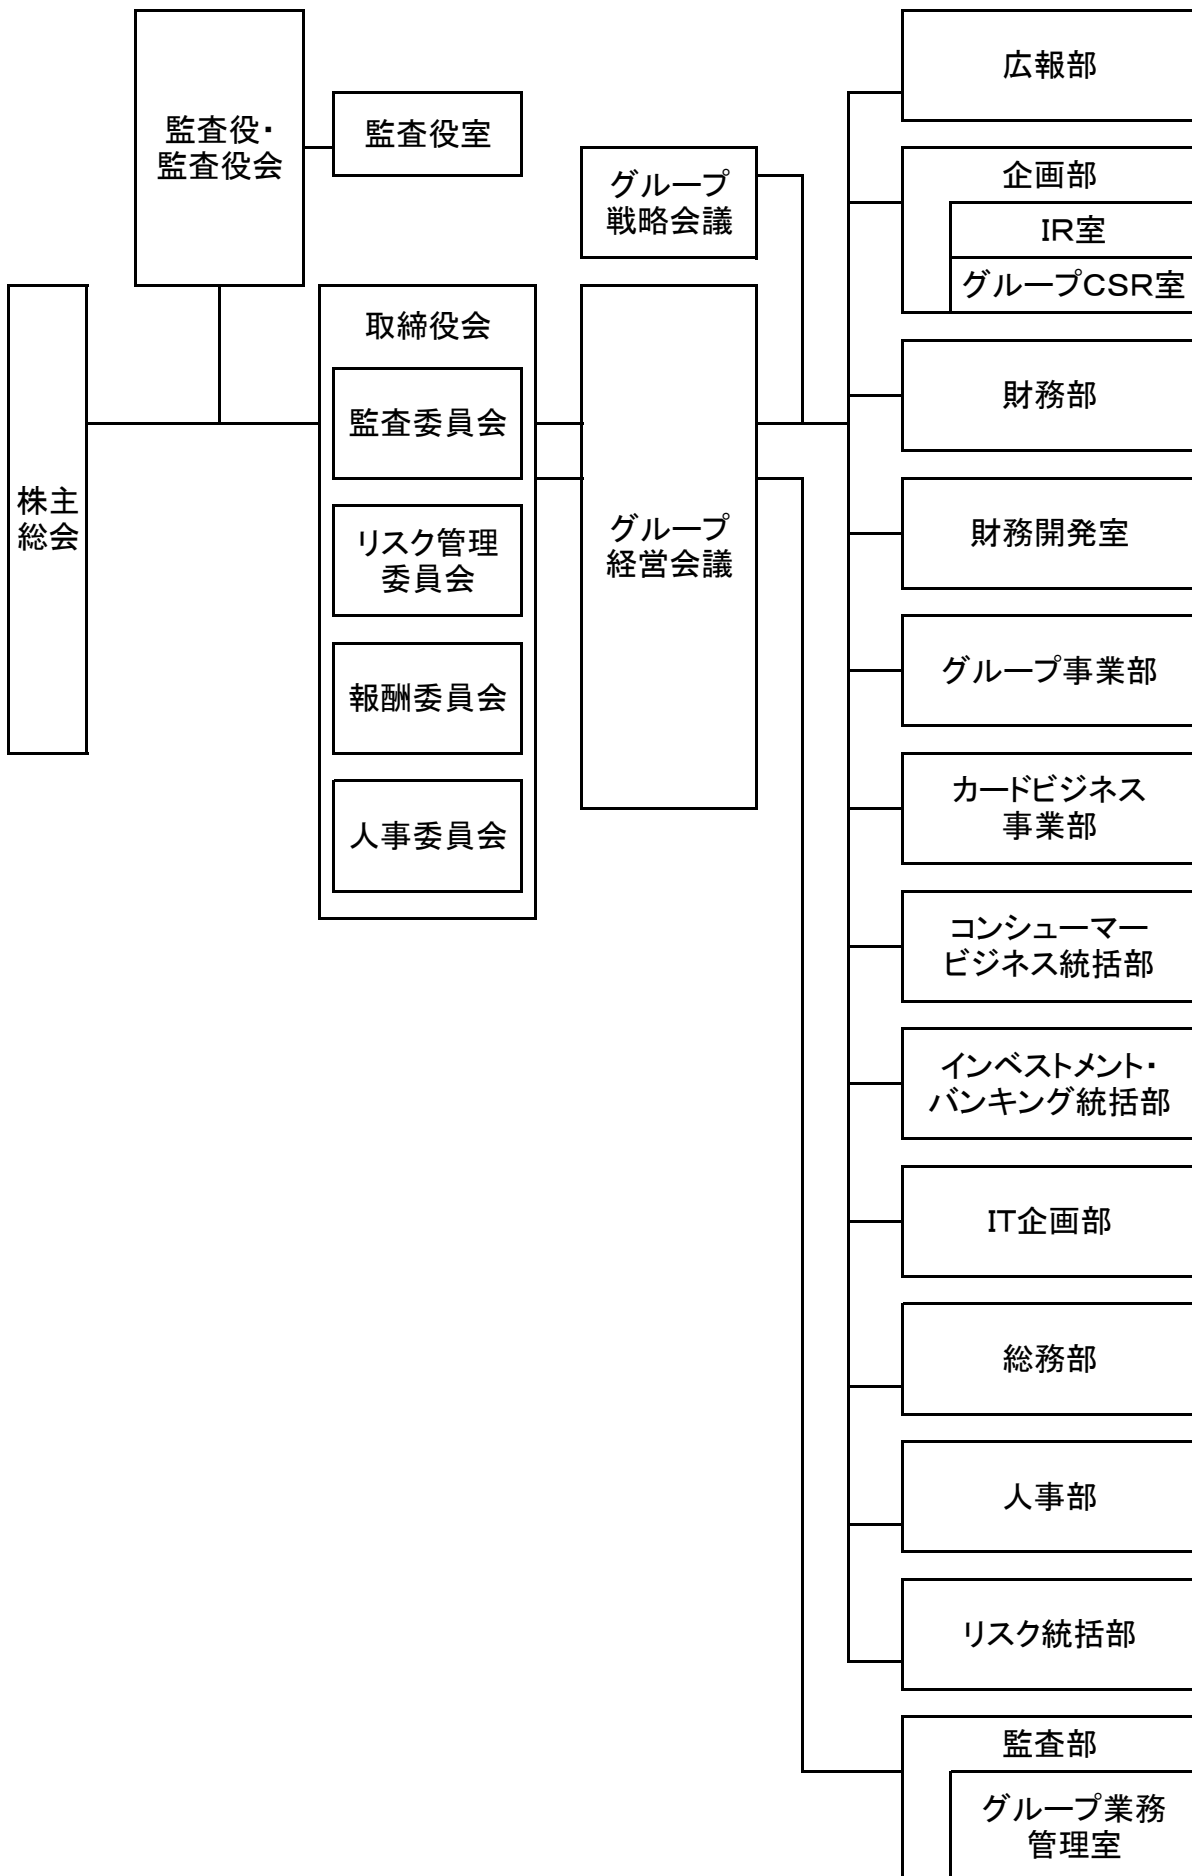 株主
総会
監査役・
監査役会
監査役室
取締役会
監査委員会
リスク管理
委員会
報酬委員会
人事委員会
グループ
戦略会議
グループ
経営会議
広報部
企画部
IR室
グループCSR室
財務部
財務開発室
グループ事業部
カードビジネス
事業部
コンシューマー
ビジネス統括部
インベストメント・
バンキング統括部
IT企画部
総務部
人事部
リスク統括部
監査部
グループ業務
管理室